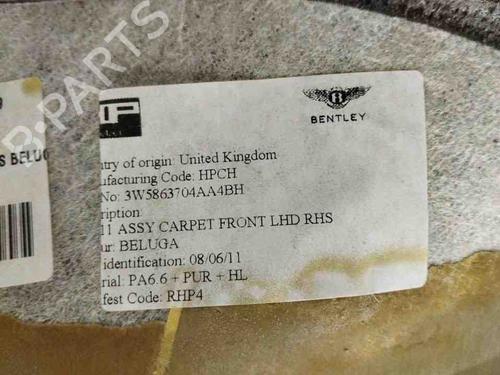 BENTLEY
ntry of origin: United Kingdom
ufacturing Code: HPCH
No: 3W5863704AA4BH
ription:
11 ASSY CARPET FRONT LHD RHS
ur: BELUGA
identification: 08/06/11
rial: PA6.6 + PUR + HL
fest Code: RHP4
S BELUG
B-PARTS